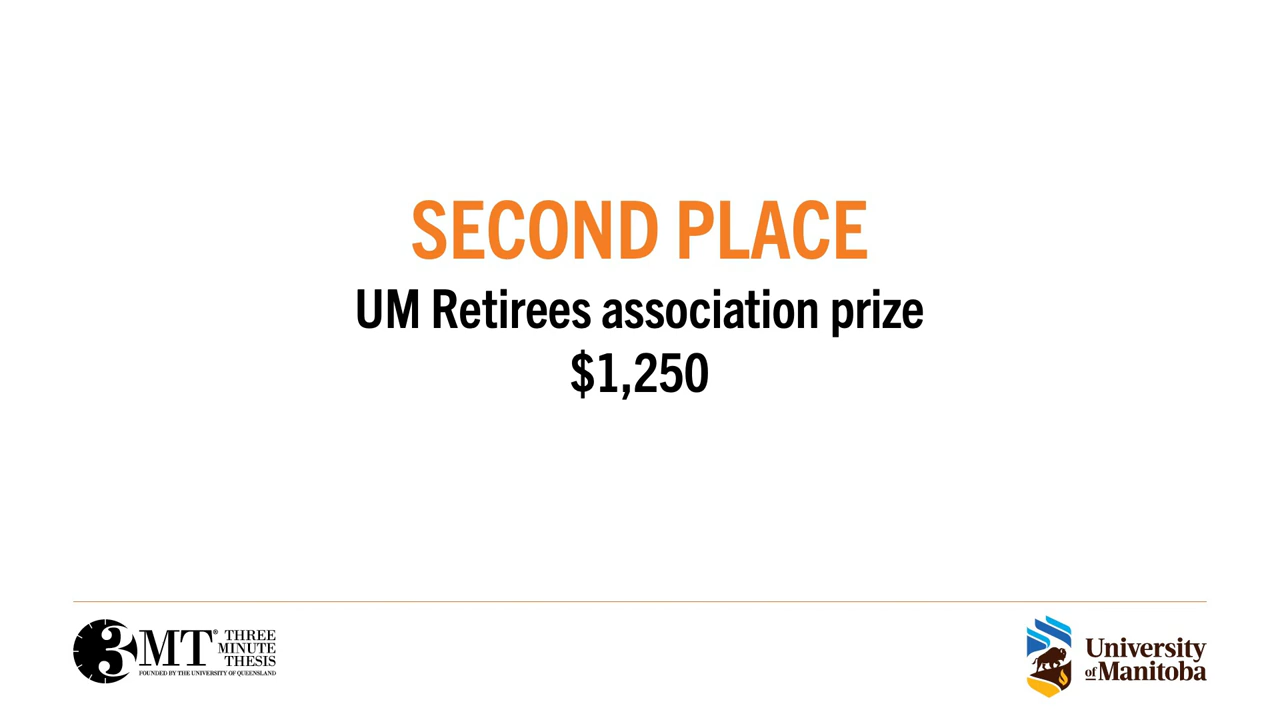 SECOND PLACE
UM Retirees association prize
$1,250
3MT® THREE
MINUTE
THESIS
FOUNDED BY THE UNIVERSITY OF QUEENSLAND
University
of Manitoba